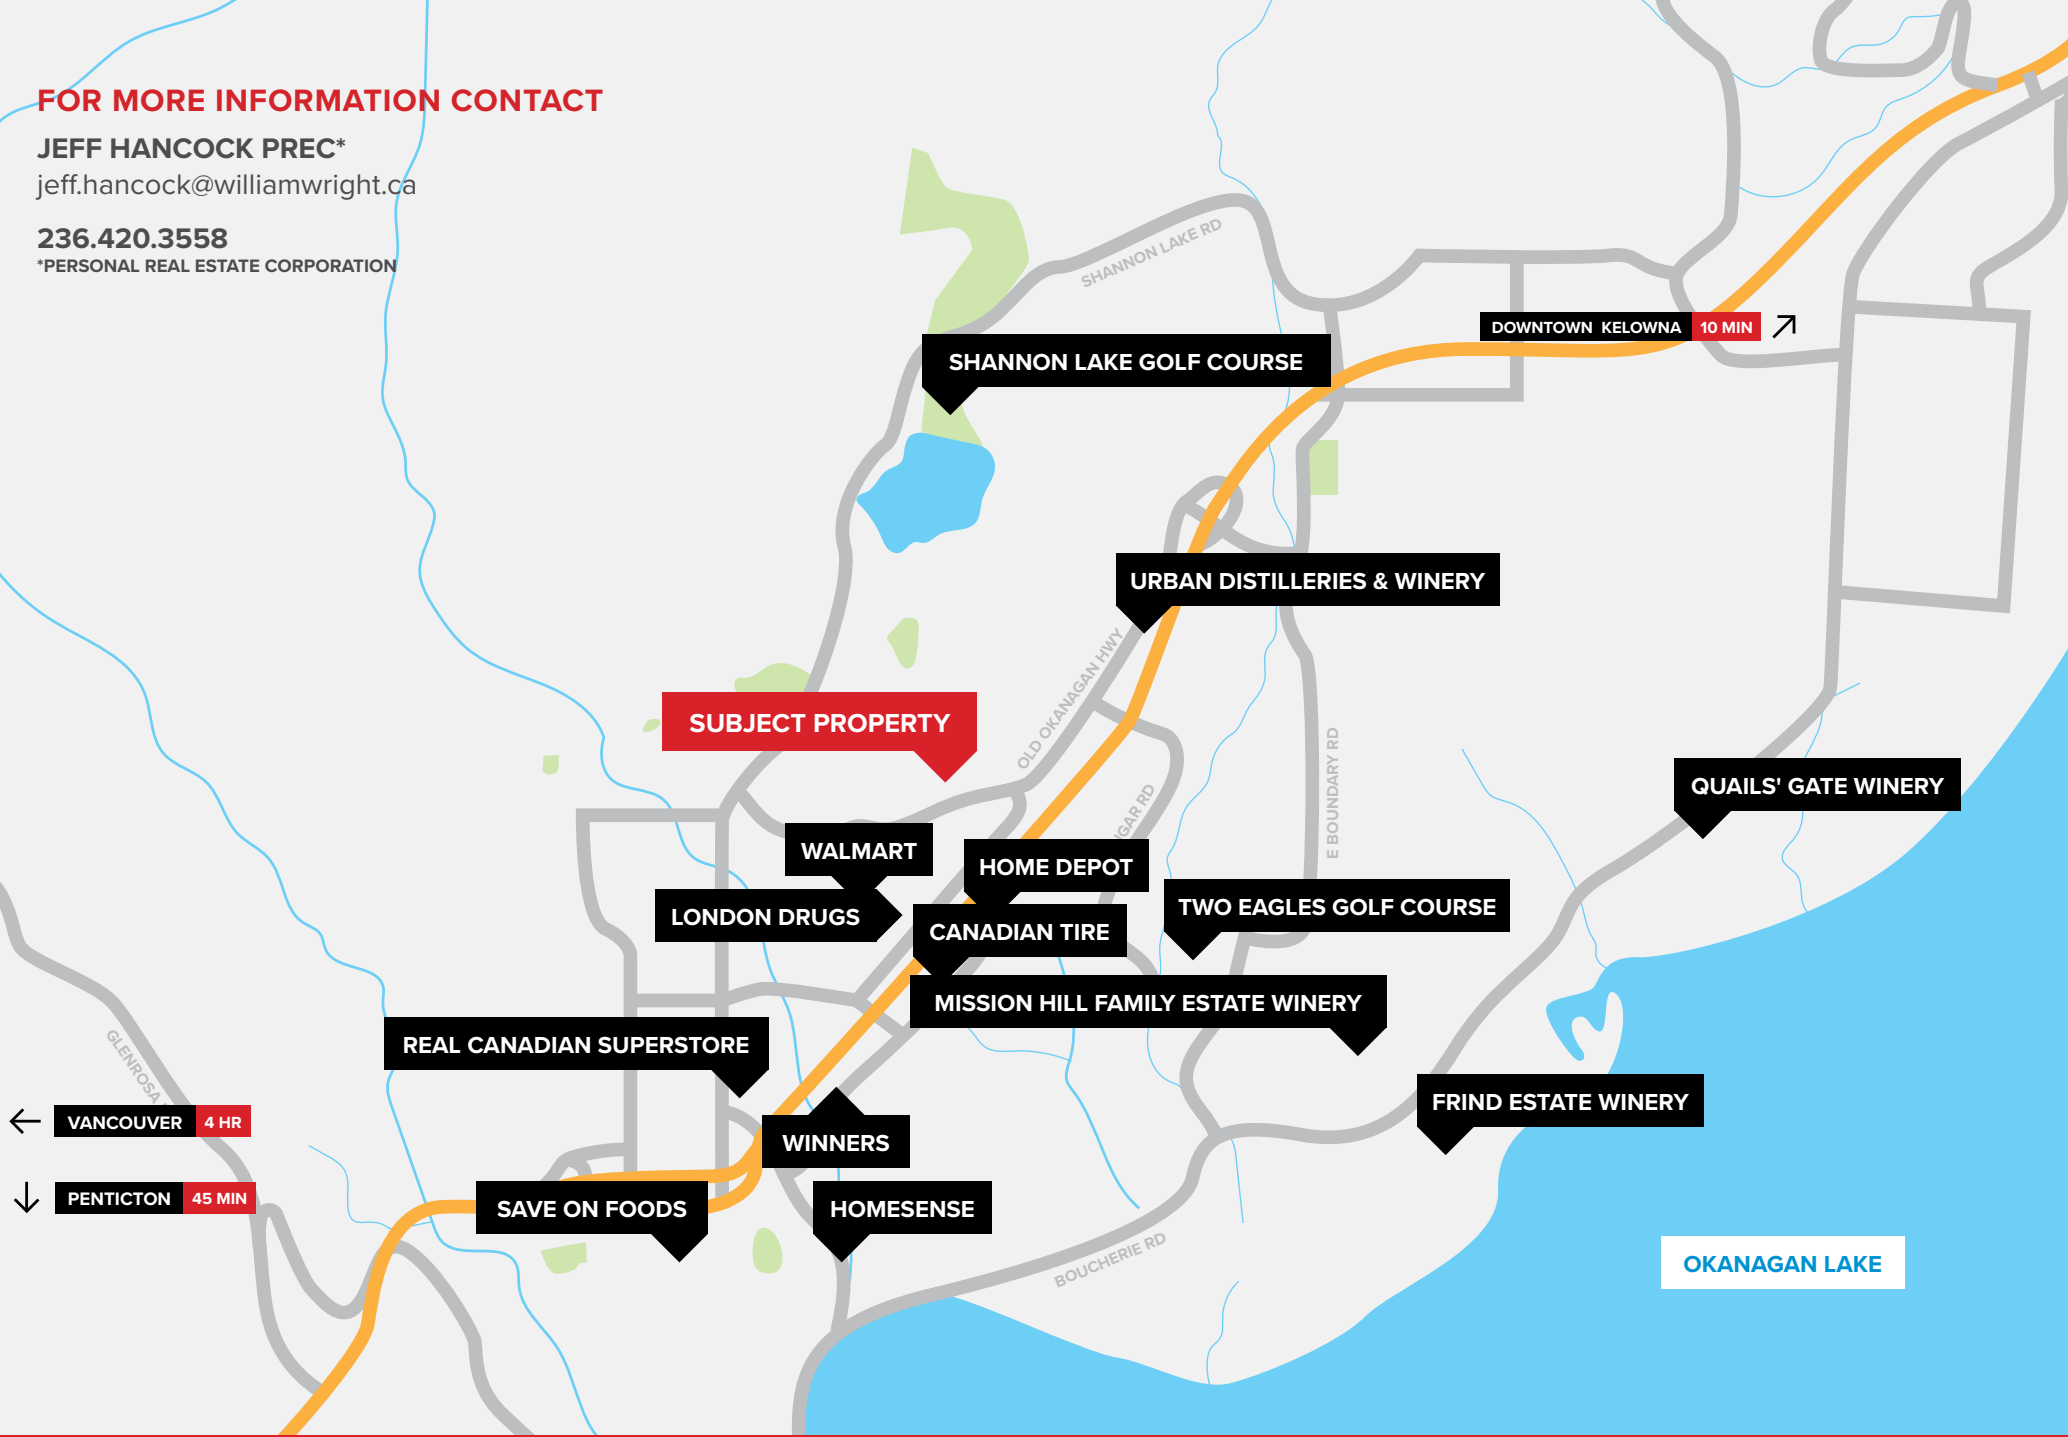 FOR MORE INFORMATION CONTACT
JEFF HANCOCK PREC*
jeff.hancock@williamwright.ca
236.420.3558
*PERSONAL REAL ESTATE CORPORATION
SHANNON LAKE RD
DOWNTOWN KELOWNA 10 MIN
SHANNON LAKE GOLF COURSE
URBAN DISTILLERIES & WINERY
OLD OKANAGAN HWY
SUBJECT PROPERTY
E BOUNDARY RD
QUAILS' GATE WINERY
GAR RD
WALMART
HOME DEPOT
LONDON DRUGS
TWO EAGLES GOLF COURSE
CANADIAN TIRE
MISSION HILL FAMILY ESTATE WINERY
REAL CANADIAN SUPERSTORE
GLENROSA
FRIND ESTATE WINERY
VANCOUVER 4 HR
WINNERS
PENTICTON 45 MIN
SAVE ON FOODS
HOMESENSE
BOUCHERIE RD
OKANAGAN LAKE